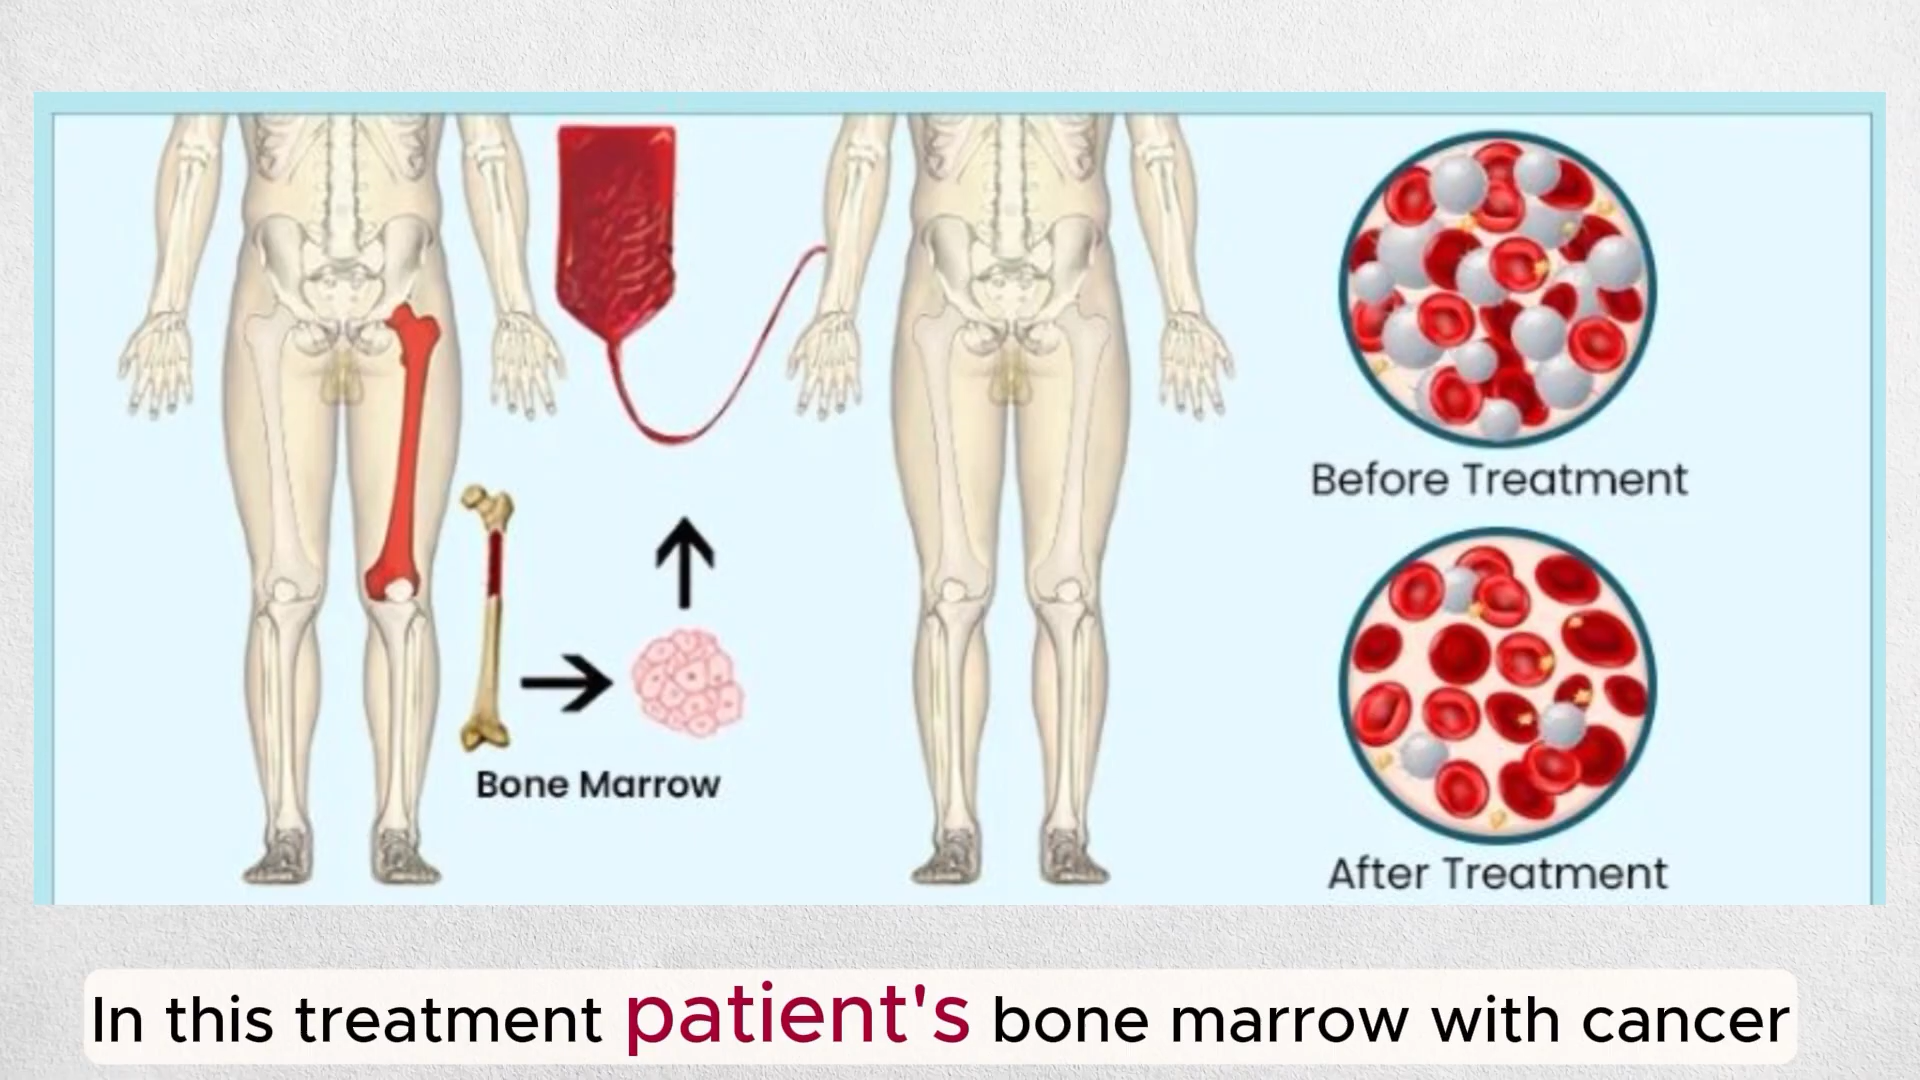 Before Treatment
Bone Marrow
After Treatment
In this treatment patient's bone marrow with cancer